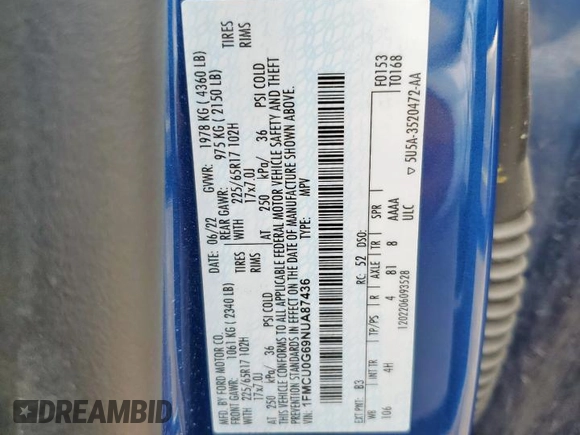 MFD. BY FORD MOTOR CO.
DATE: 06/22 GVWR: 1978 KG ( 4360 LB)
FRONT GAWR: 1061 KG ( 2340 LB) REAR GAWR: 975 KG ( 2150 LB)
WITH TIRES WITH TIRES
225/65R17 102H 225/65R17 102H
17x7.0J RIMS 17x7.0J RIMS
AT 250 kPa/ 36 PSI COLD AT 250 kPa/ 36 PSI COLD
THIS VEHICLE CONFORMS TO ALL APPLICABLE FEDERAL MOTOR VEHICLE SAFETY AND THEFT
PREVENTION STANDARDS IN EFFECT ON THE DATE OF MANUFACTURE SHOWN ABOVE.
VIN: 1FMCU0G69NUA87436
TYPE: MPV
F0153
T0168
EXT PNT: B3 RC: 52 DSO:
WB INT TR TP/PS R AXLE TR SPR
106 4H 4 81 8 AAAA
1202206093528 ULC
▽ 5U5A-3520472-AA
DREAMBID